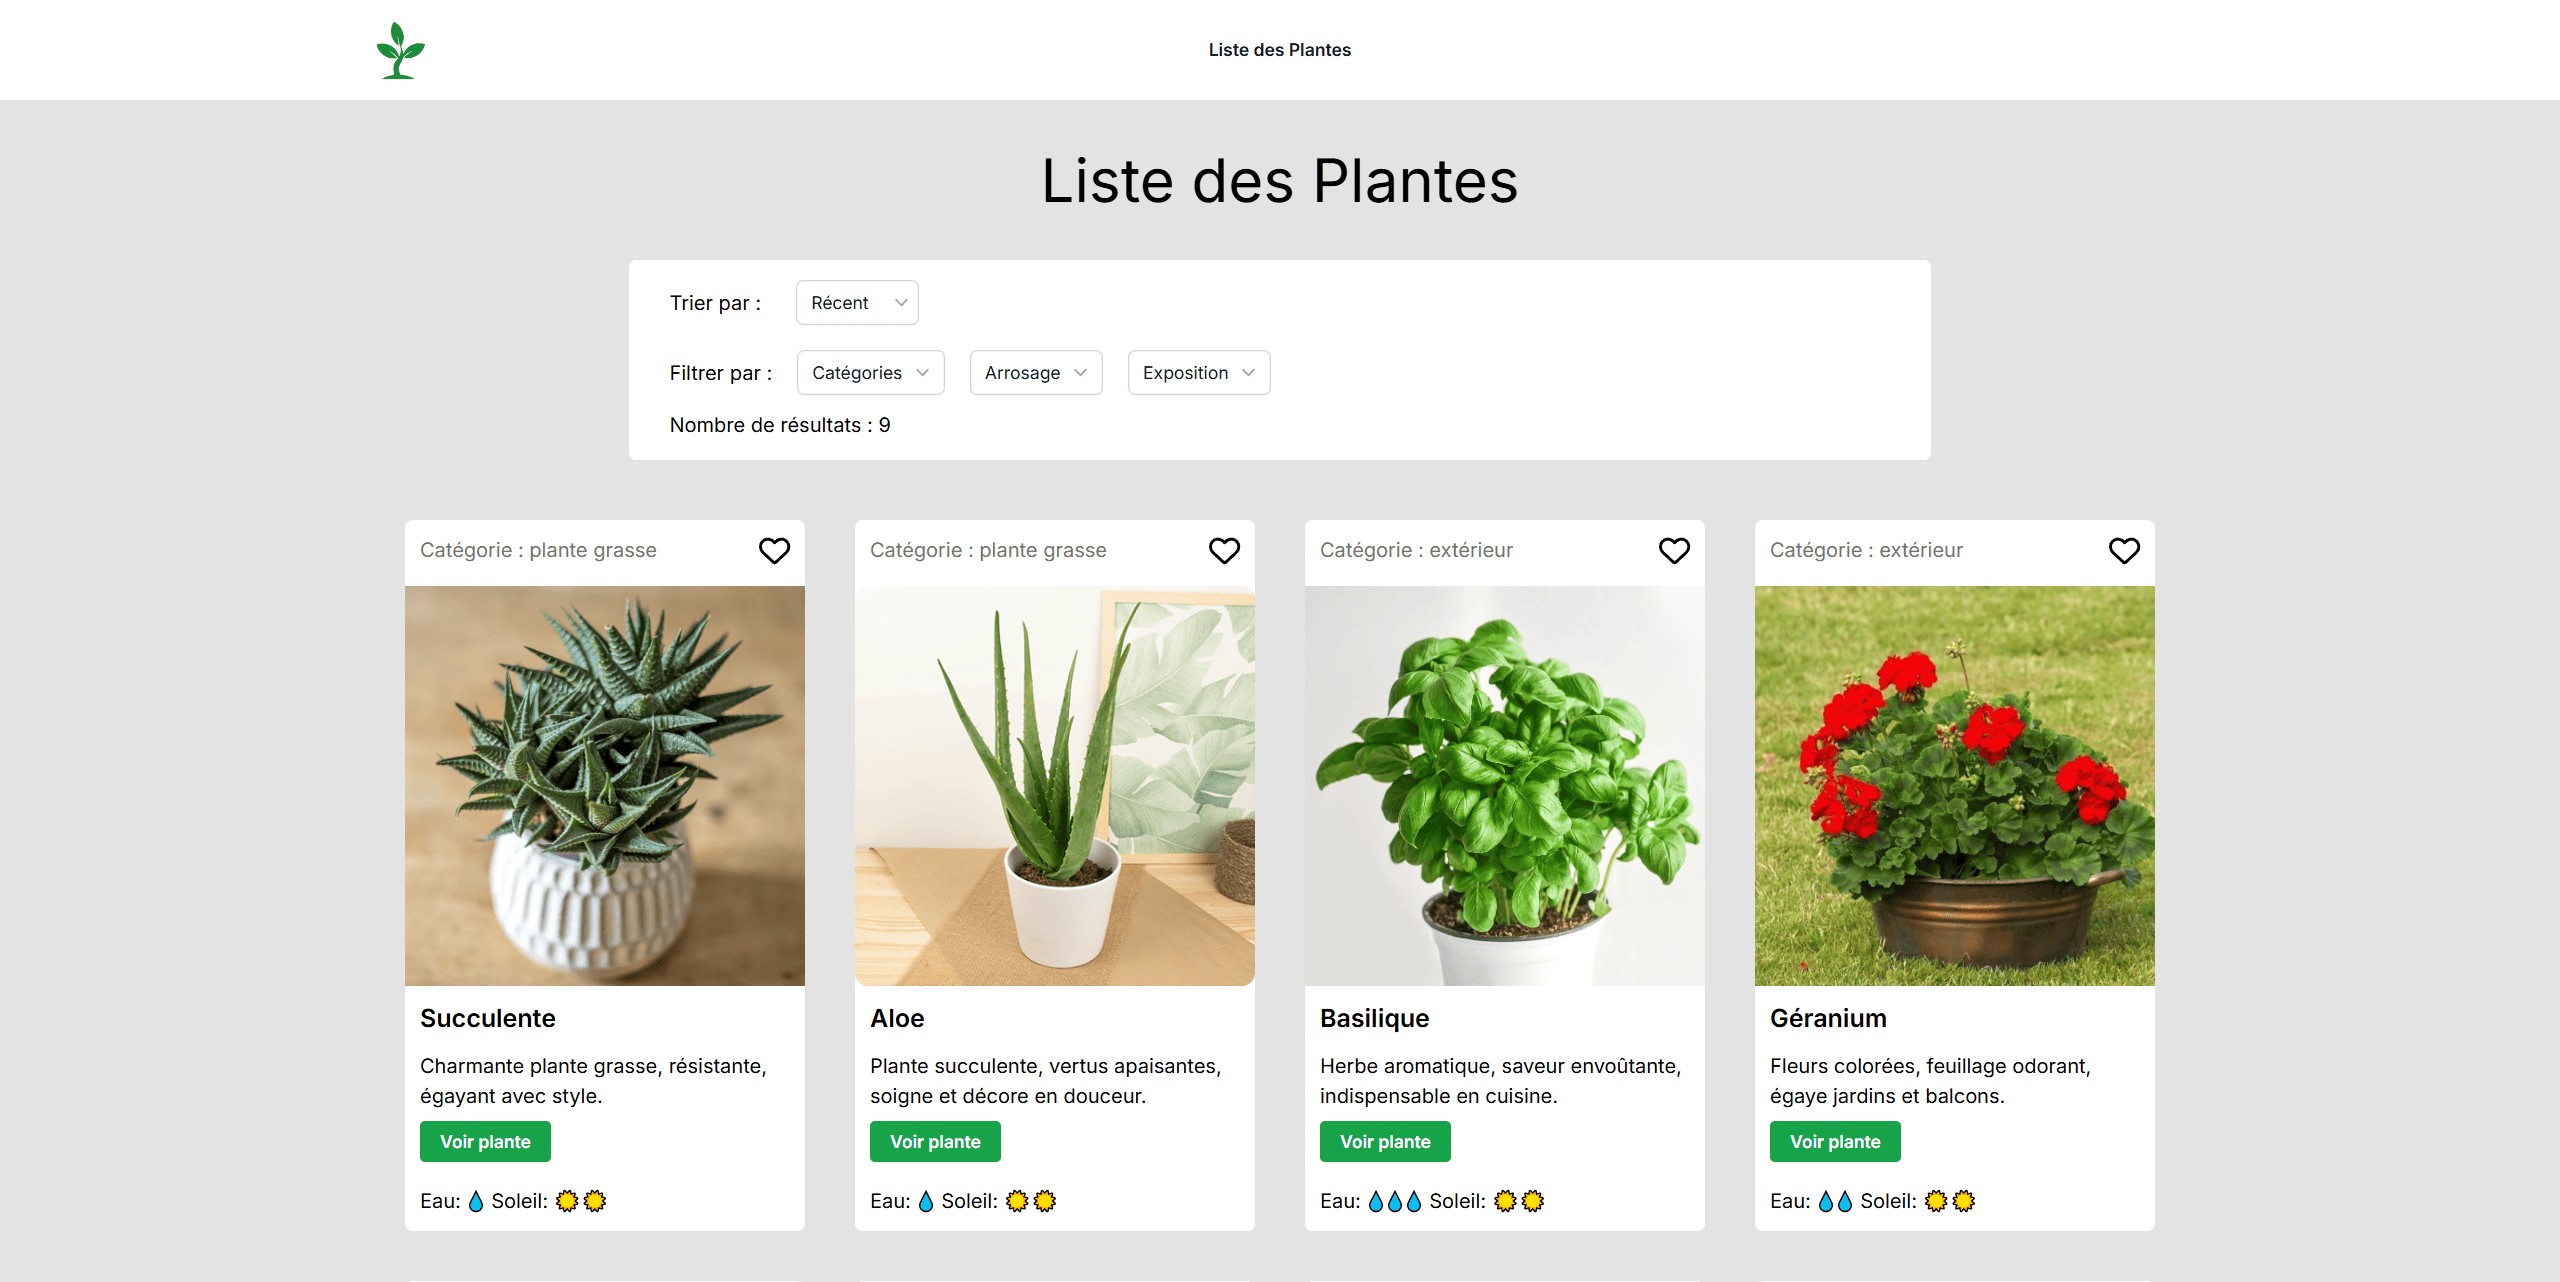 Liste des Plantes
Liste des Plantes
Trier par :
Récent
Filtrer par :
Catégories
Arrosage
Exposition
Nombre de résultats : 9
Catégorie : plante grasse
Succulente
Charmante plante grasse, résistante,
égayant avec style.
Voir plante
Eau: Soleil:
Catégorie : plante grasse
Aloe
Plante succulente, vertus apaisantes,
soigne et décore en douceur.
Voir plante
Eau: Soleil:
Catégorie : extérieur
Basilique
Herbe aromatique, saveur envoûtante,
indispensable en cuisine.
Voir plante
Eau: Soleil:
Catégorie : extérieur
Géranium
Fleurs colorées, feuillage odorant,
égaye jardins et balcons.
Voir plante
Eau: Soleil: